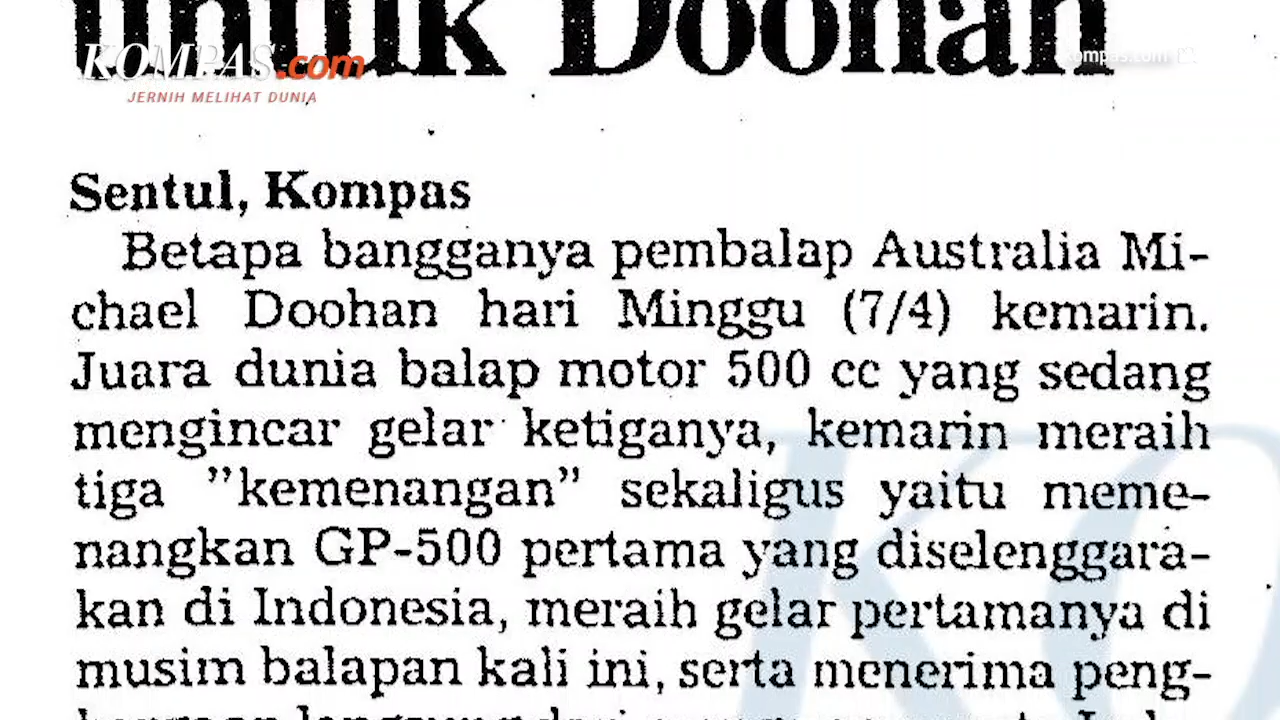 untuk Doohan
KOMPAS.com
JERNIH MELIHAT DUNIA
kompas.com
Sentul, Kompas
Betapa bangganya pembalap Australia Mi-
chael Doohan hari Minggu (7/4) kemarin.
Juara dunia balap motor 500 cc yang sedang
mengincar gelar ketiganya, kemarin meraih
tiga ”kemenangan” sekaligus yaitu meme-
nangkan GP-500 pertama yang diselenggara-
kan di Indonesia, meraih gelar pertamanya di
musim balapan kali ini, serta menerima peng-